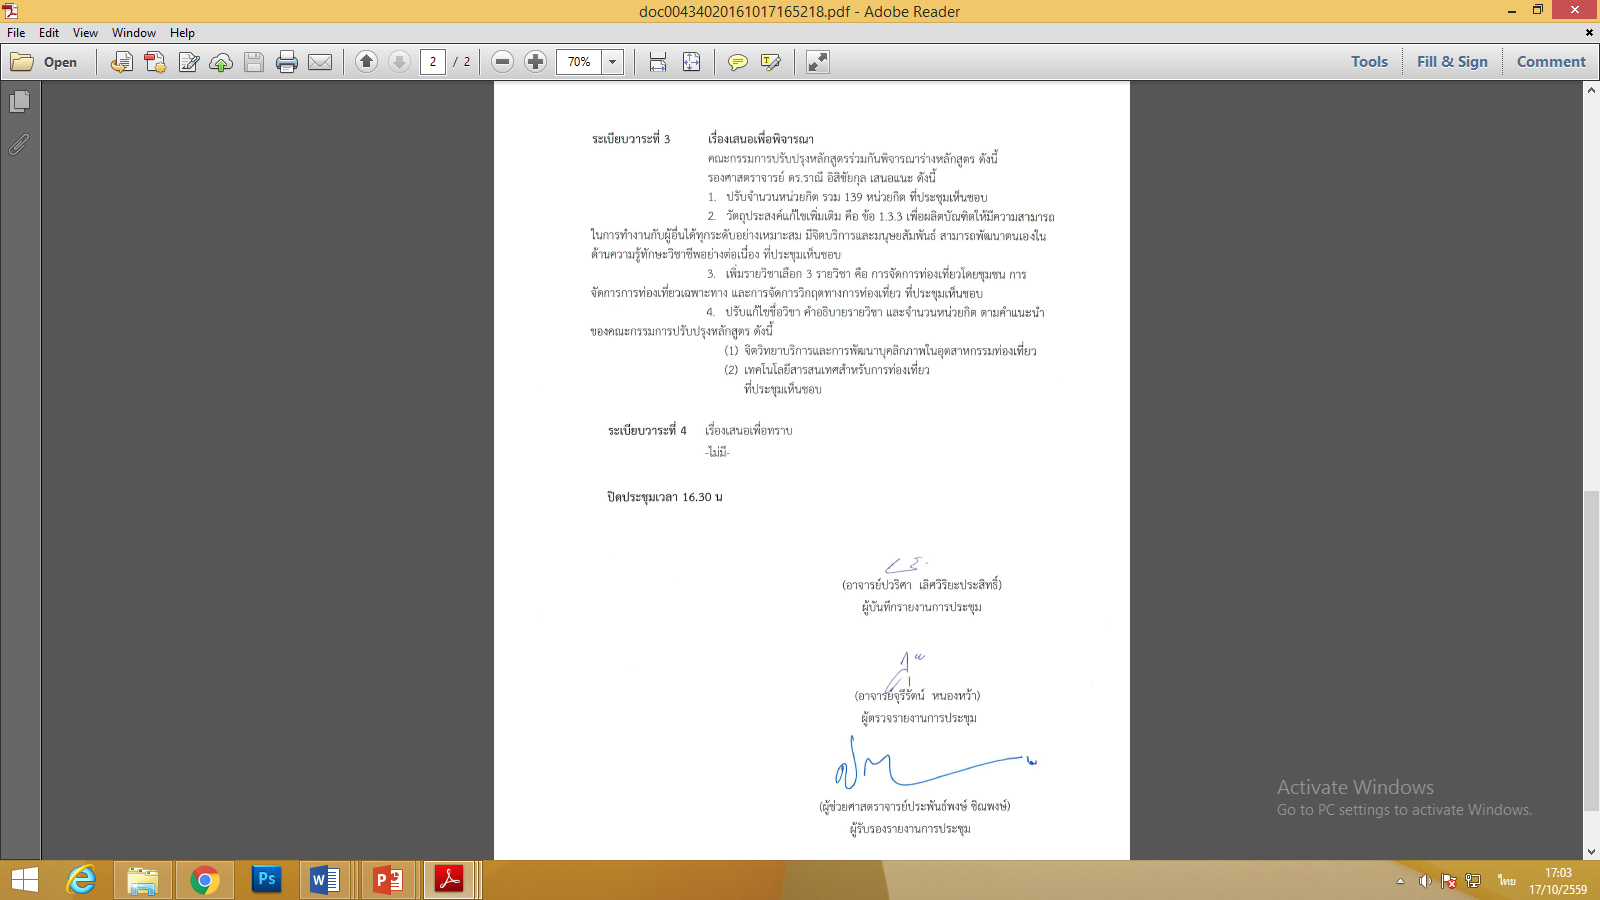 doc00434020161017165218.pdf - Adobe Reader
File Edit View Window Help
Open 2 / 2 70% Tools Fill & Sign Comment
ระเบียบวาระที่ 3 เรื่องเสนอเพื่อพิจารณา
คณะกรรมการปรับปรุงหลักสูตรร่วมกันพิจารณาร่างหลักสูตร ดังนี้
รองศาสตราจารย์ ดร.ราณี อิสิชัยกุล เสนอแนะ ดังนี้
1. ปรับจำนวนหน่วยกิต รวม 139 หน่วยกิต ที่ประชุมเห็นชอบ
2. วัตถุประสงค์แก้ไขเพิ่มเติม คือ ข้อ 1.3.3 เพื่อผลิตบัณฑิตให้มีความสามารถ
ในการทำงานกับผู้อื่นได้ทุกระดับอย่างเหมาะสม มีจิตบริการและมนุษยสัมพันธ์ สามารถพัฒนาตนเองใน
ด้านความรู้ทักษะวิชาชีพอย่างต่อเนื่อง ที่ประชุมเห็นชอบ
3. เพิ่มรายวิชาเลือก 3 รายวิชา คือ การจัดการท่องเที่ยวโดยชุมชน การ
จัดการการท่องเที่ยวเฉพาะทาง และการจัดการวิกฤตทางการท่องเที่ยว ที่ประชุมเห็นชอบ
4. ปรับแก้ไขชื่อวิชา คำอธิบายรายวิชา และจำนวนหน่วยกิต ตามคำแนะนำ
ของคณะกรรมการปรับปรุงหลักสูตร ดังนี้
(1) จิตวิทยาบริการและการพัฒนาบุคลิกภาพในอุตสาหกรรมท่องเที่ยว
(2) เทคโนโลยีสารสนเทศสำหรับการท่องเที่ยว
ที่ประชุมเห็นชอบ
ระเบียบวาระที่ 4 เรื่องเสนอเพื่อทราบ
-ไม่มี-
ปิดประชุมเวลา 16.30 น
(อาจารย์ปวริศา เลิศวิริยะประสิทธิ์)
ผู้บันทึกรายงานการประชุม
(อาจารย์จุรีรัตน์ หนองหว้า)
ผู้ตรวจรายงานการประชุม
(ผู้ช่วยศาสตราจารย์ประพันธ์พงษ์ ชิณพงษ์)
ผู้รับรองรายงานการประชุม
Activate Windows
Go to PC settings to activate Windows.
ไทย
17:03
17/10/2559